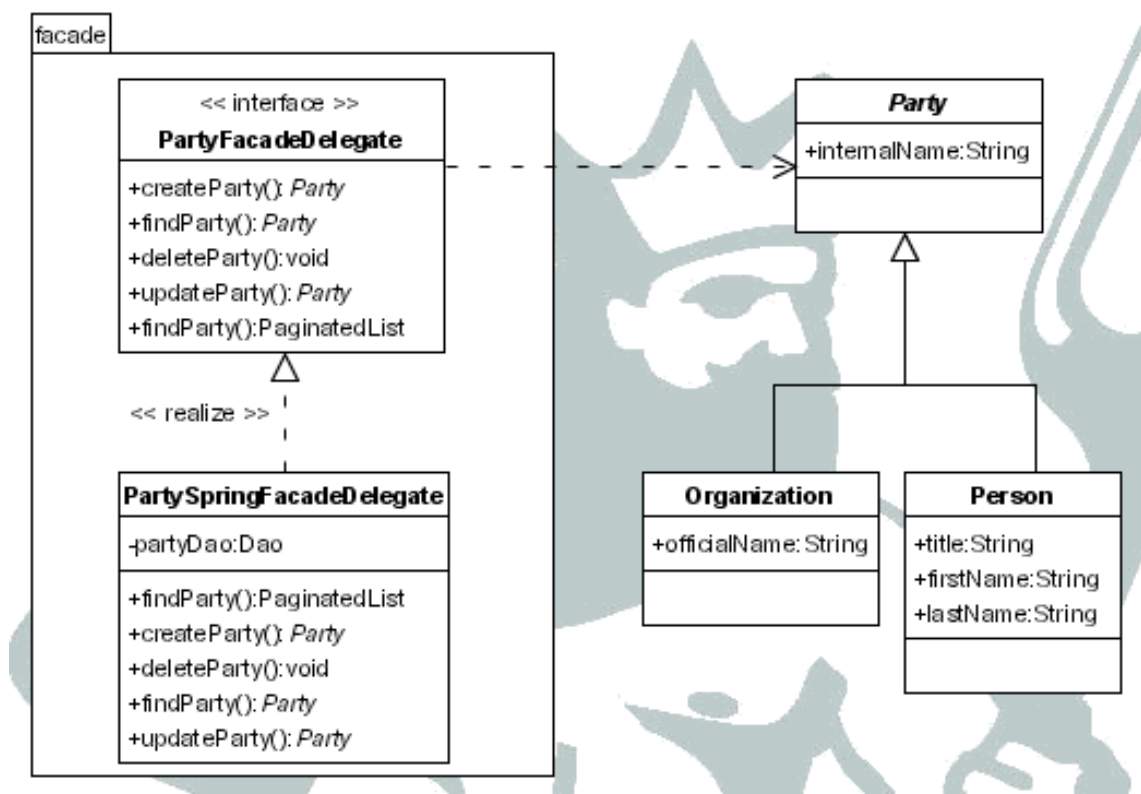 facade
<< interface >>
PartyFacadeDelegate
+createParty(): Party
+findParty(): Party
+deleteParty():void
+updateParty(): Party
+findParty():PaginatedList
<< realize >>
PartySpringFacadeDelegate
-partyDao:Dao
+findParty():PaginatedList
+createParty(): Party
+deleteParty():void
+findParty(): Party
+updateParty(): Party
Party
+internalName:String
Organization
+officialName:String
Person
+title:String
+firstName:String
+lastName:String